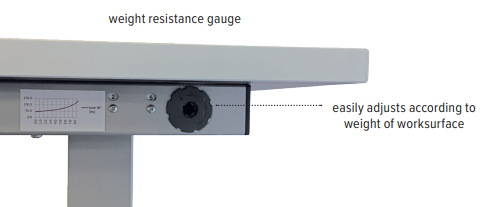 weight resistance gauge
easily adjusts according to
weight of worksurface